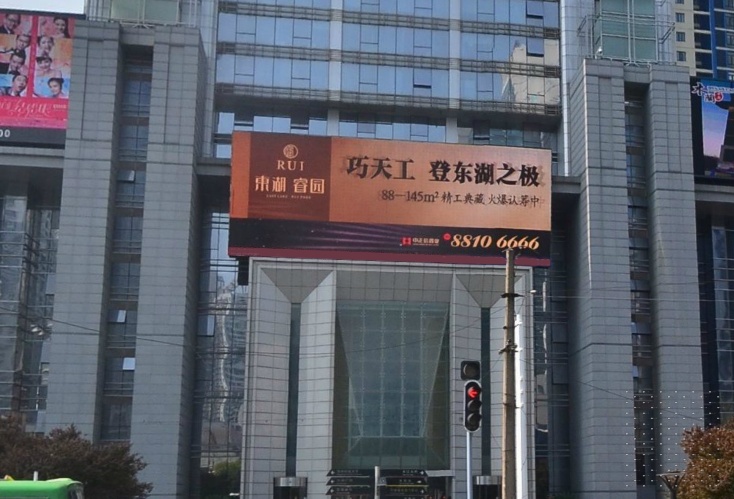 RUI
東湖 睿园
巧天工 登东湖之极
88—145m² 精工典藏 火爆认筹中
8810 6666